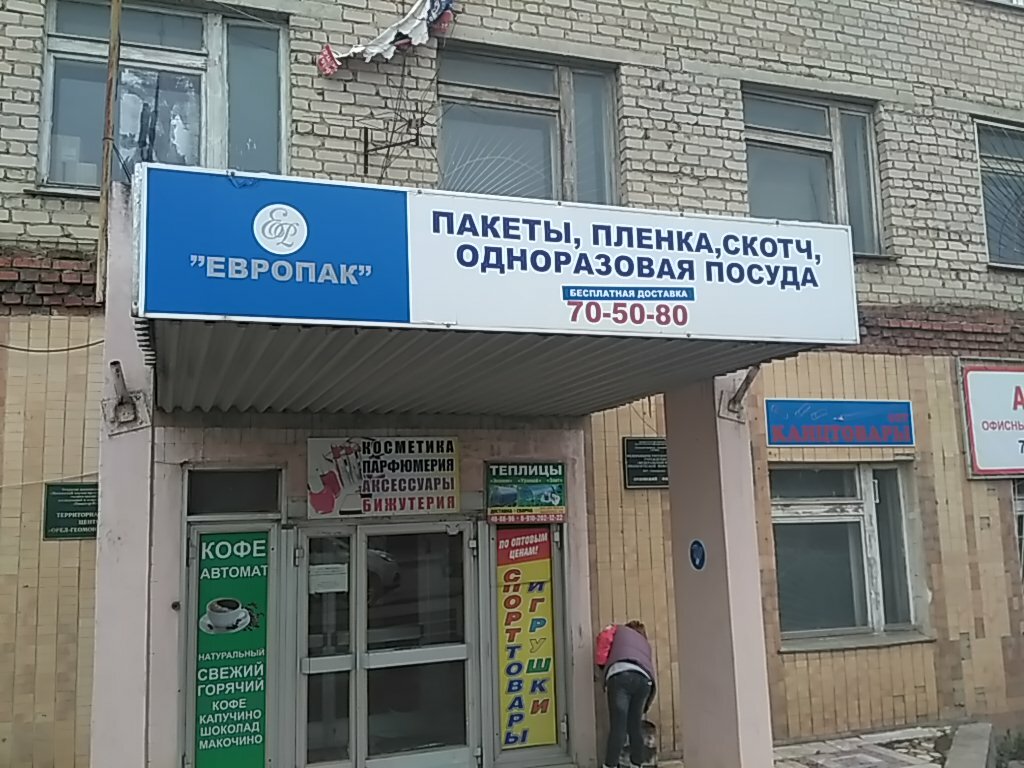 "ЕВРОПАК"
ПАКЕТЫ, ПЛЕНКА, СКОТЧ,
ОДНОРАЗОВАЯ ПОСУДА
БЕСПЛАТНАЯ ДОСТАВКА
70-50-80
КОСМЕТИКА
ПАРФЮМЕРИЯ
АКСЕССУАРЫ
БИЖУТЕРИЯ
ТЕПЛИЦЫ
ПО ОПТОВЫМ
ЦЕНАМ!
СПОРТТОВАРЫ
ИГРУШКИ
КОФЕ
АВТОМАТ
НАТУРАЛЬНЫЙ
СВЕЖИЙ
ГОРЯЧИЙ
КОФЕ
КАПУЧИНО
ШОКОЛАД
МАКОЧИНО
КАНЦТОВАРЫ